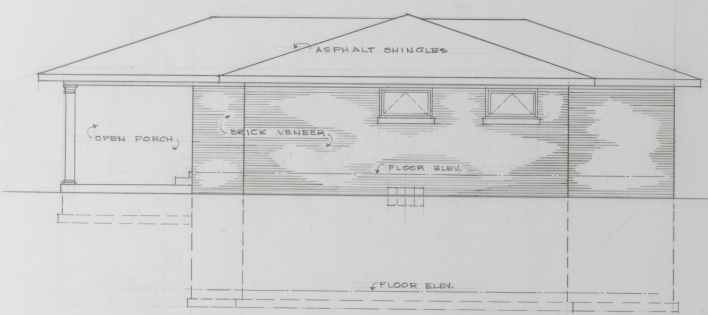 ASPHALT SHINGLES
OPEN PORCH
BRICK VENEER
FLOOR ELEV.
FLOOR ELEV.